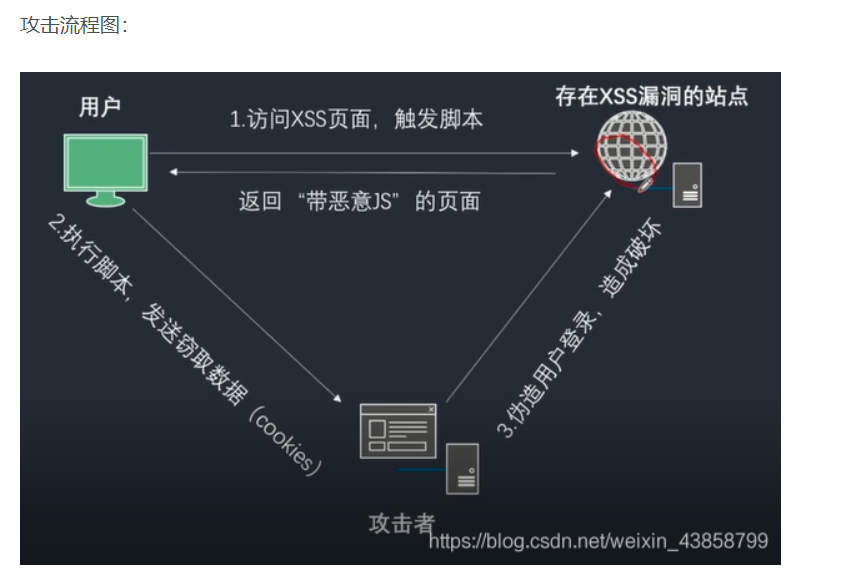 攻击流程图：
用户
存在XSS漏洞的站点
1.访问XSS页面，触发脚本
返回 “带恶意JS” 的页面
2.执行脚本，发送窃取数据（cookies）
3.伪造用户登录，造成破坏
攻击者
https://blog.csdn.net/weixin_43858799